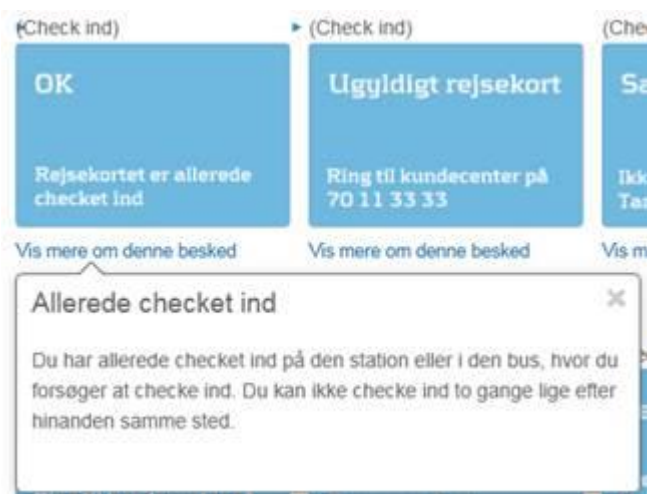 (Check ind)
OK
Rejsekortet er allerede
checket ind
Vis mere om denne besked
(Check ind)
Ugyldigt rejsekort
Ring til kundecenter på
70 11 33 33
Vis mere om denne besked
Allerede checket ind
Du har allerede checket ind på den station eller i den bus, hvor du
forsøger at checke ind. Du kan ikke checke ind to gange lige efter
hinanden samme sted.